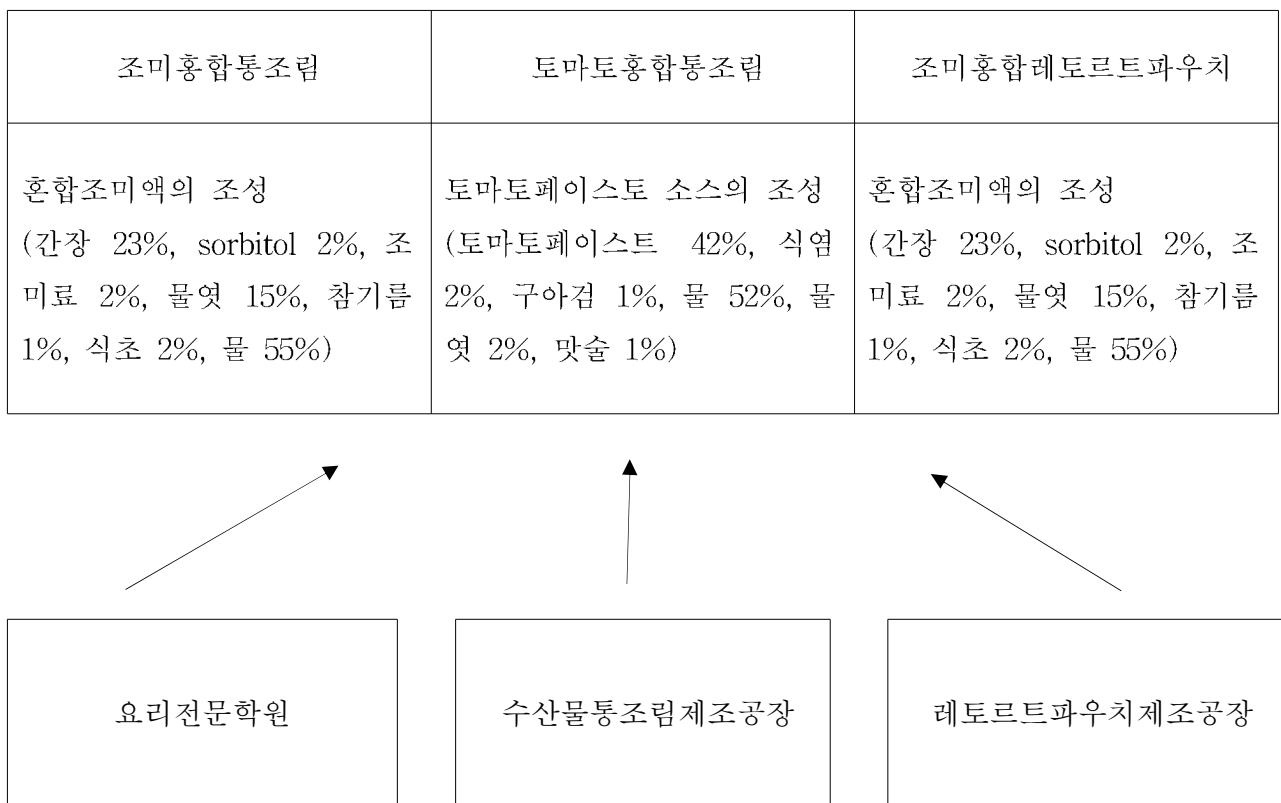 조미홍합통조림
토마토홍합통조림
조미홍합레토르트파우치
혼합조미액의 조성
(간장 23%, sorbitol 2%, 조
미료 2%, 물엿 15%, 참기름
1%, 식초 2%, 물 55%)
토마토페이스토 소스의 조성
(토마토페이스트 42%, 식염
2%, 구아검 1%, 물 52%, 물
엿 2%, 맛술 1%)
혼합조미액의 조성
(간장 23%, sorbitol 2%, 조
미료 2%, 물엿 15%, 참기름
1%, 식초 2%, 물 55%)
요리전문학원
수산물통조림제조공장
레토르트파우치제조공장